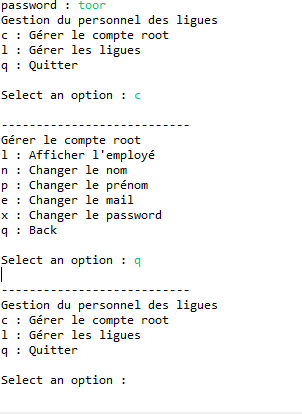 password : toor
Gestion du personnel des ligues
c : Gérer le compte root
l : Gérer les ligues
q : Quitter
Select an option : c
---------------------------
Gérer le compte root
l : Afficher l'employé
n : Changer le nom
p : Changer le prénom
e : Changer le mail
x : Changer le password
q : Back
Select an option : q
---------------------------
Gestion du personnel des ligues
c : Gérer le compte root
l : Gérer les ligues
q : Quitter
Select an option :